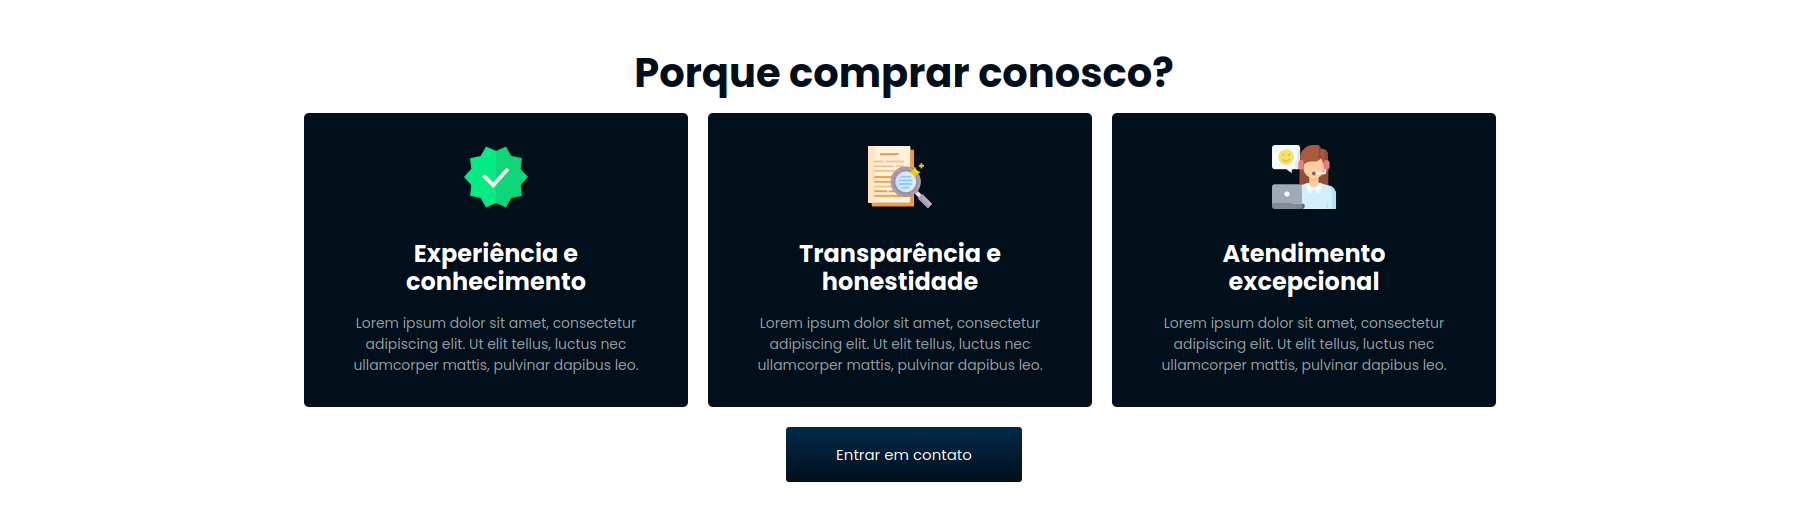 Porque comprar conosco?
Experiência e
conhecimento
Lorem ipsum dolor sit amet, consectetur
adipiscing elit. Ut elit tellus, luctus nec
ullamcorper mattis, pulvinar dapibus leo.
Transparência e
honestidade
Lorem ipsum dolor sit amet, consectetur
adipiscing elit. Ut elit tellus, luctus nec
ullamcorper mattis, pulvinar dapibus leo.
Atendimento
excepcional
Lorem ipsum dolor sit amet, consectetur
adipiscing elit. Ut elit tellus, luctus nec
ullamcorper mattis, pulvinar dapibus leo.
Entrar em contato